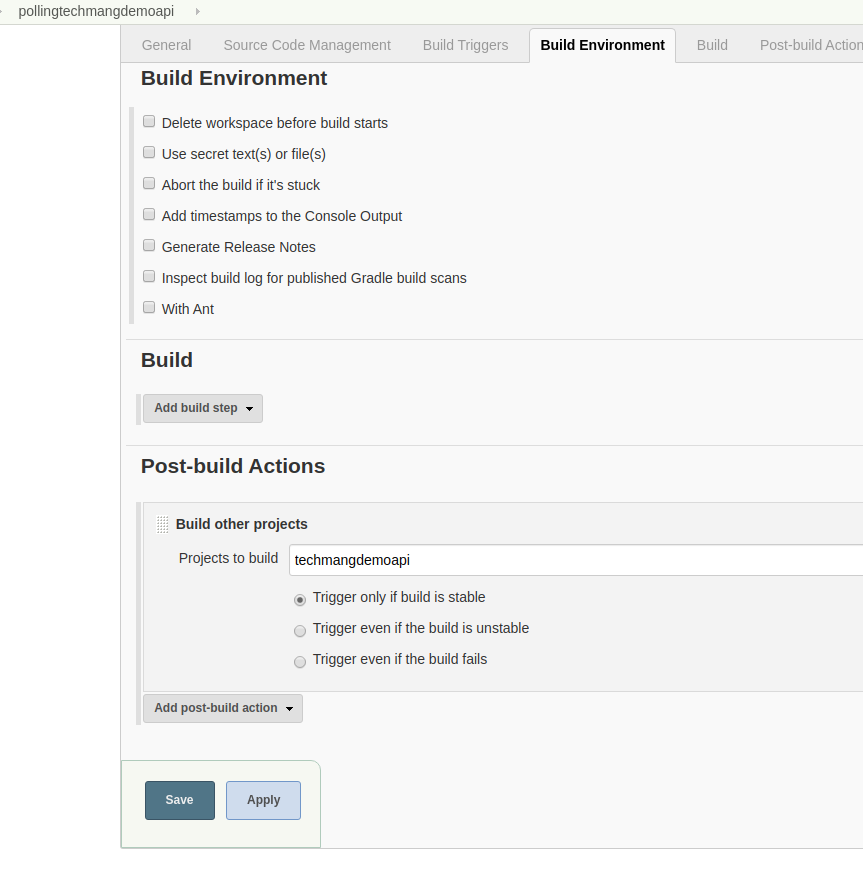 pollingtechmangdemoapi
General Source Code Management Build Triggers Build Environment Build Post-build Action
Build Environment
Delete workspace before build starts
Use secret text(s) or file(s)
Abort the build if it's stuck
Add timestamps to the Console Output
Generate Release Notes
Inspect build log for published Gradle build scans
With Ant
Build
Add build step
Post-build Actions
Build other projects
Projects to build techmangdemoapi
Trigger only if build is stable
Trigger even if the build is unstable
Trigger even if the build fails
Add post-build action
Save Apply